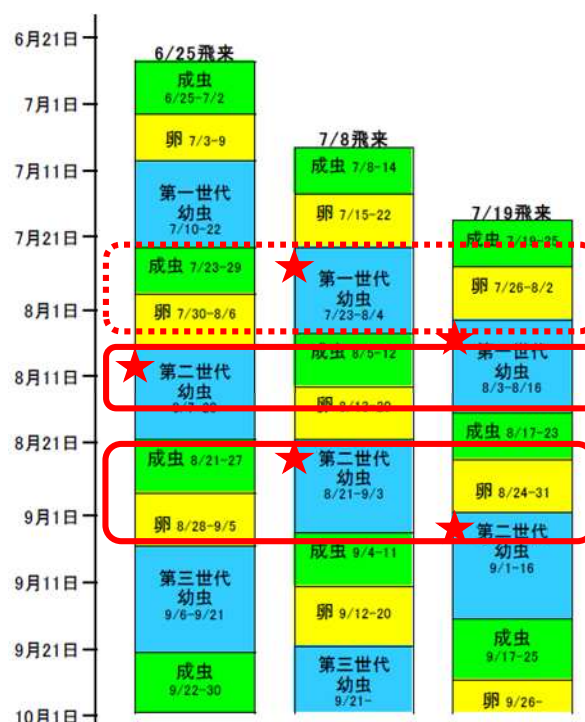 6月21日
7月1日
7月11日
7月21日
8月1日
8月11日
8月21日
9月1日
9月11日
9月21日
10月1日
6/25飛来
成虫
6/25-7/2
卵 7/3-9
第一世代
幼虫
7/10-22
成虫 7/23-29
卵 7/30-8/6
第二世代
幼虫
成虫 8/21-27
卵 8/28-9/5
第三世代
幼虫
9/6-9/21
成虫
9/22-30
7/8飛来
成虫 7/8-14
卵 7/15-22
第一世代
幼虫
7/23-8/4
成虫 8/5-12
卵
第二世代
幼虫
8/21-9/3
成虫 9/4-11
卵 9/12-20
第三世代
幼虫
9/21-
7/19飛来
成虫 7/19-25
卵 7/26-8/2
第一世代
幼虫
8/3-8/16
成虫 8/17-23
卵 8/24-31
第二世代
幼虫
9/1-16
成虫
9/17-25
卵 9/26-